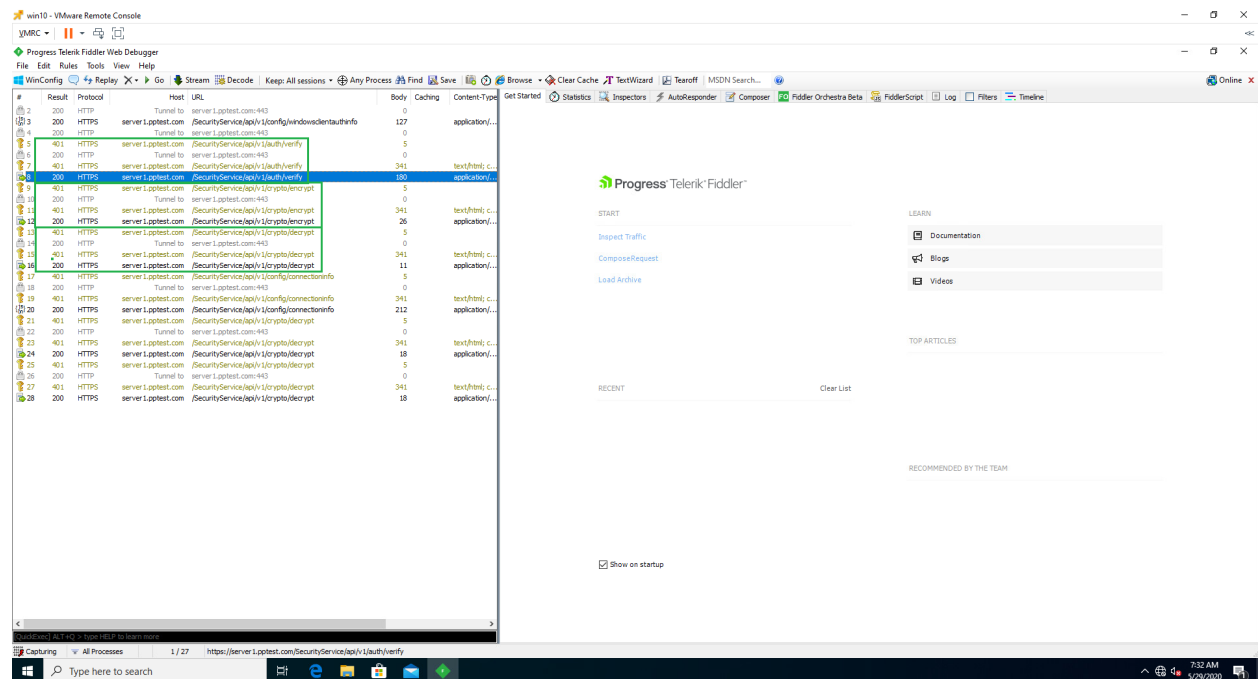 win10 - VMware Remote Console
VMRC
Progress Telerik Fiddler Web Debugger
File Edit Rules Tools View Help
WinConfig Replay Go Stream Decode Keep: All sessions Any Process Find Save Browse Clear Cache TextWizard Tearoff MSDN Search... Online X
# Result Protocol Host URL Body Caching Content-Type
Get Started Statistics Inspectors AutoResponder Composer FO Fiddler Orchestra Beta FiddlerScript Log Filters Timeline
2 200 HTTP Tunnel to server1.pptest.com:443 0
3 200 HTTPS server1.pptest.com /SecurityService/api/v1/config/windowsclientauthinfo 127 application/...
4 200 HTTP Tunnel to server1.pptest.com:443 0
5 401 HTTPS server1.pptest.com /SecurityService/api/v1/auth/verify 5
6 200 HTTP Tunnel to server1.pptest.com:443 0
7 401 HTTPS server1.pptest.com /SecurityService/api/v1/auth/verify 341 text/html; c...
8 200 HTTPS server1.pptest.com /SecurityService/api/v1/auth/verify 180 application/...
9 401 HTTPS server1.pptest.com /SecurityService/api/v1/crypto/encrypt 5
10 200 HTTP Tunnel to server1.pptest.com:443 0
11 401 HTTPS server1.pptest.com /SecurityService/api/v1/crypto/encrypt 341 text/html; c...
12 200 HTTPS server1.pptest.com /SecurityService/api/v1/crypto/encrypt 26 application/...
13 401 HTTPS server1.pptest.com /SecurityService/api/v1/crypto/decrypt 5
14 200 HTTP Tunnel to server1.pptest.com:443 0
15 401 HTTPS server1.pptest.com /SecurityService/api/v1/crypto/decrypt 341 text/html; c...
16 200 HTTPS server1.pptest.com /SecurityService/api/v1/crypto/decrypt 11 application/...
17 401 HTTPS server1.pptest.com /SecurityService/api/v1/config/connectioninfo 5
18 200 HTTP Tunnel to server1.pptest.com:443 0
19 401 HTTPS server1.pptest.com /SecurityService/api/v1/config/connectioninfo 341 text/html; c...
20 200 HTTPS server1.pptest.com /SecurityService/api/v1/config/connectioninfo 212 application/...
21 401 HTTPS server1.pptest.com /SecurityService/api/v1/crypto/decrypt 5
22 200 HTTP Tunnel to server1.pptest.com:443 0
23 401 HTTPS server1.pptest.com /SecurityService/api/v1/crypto/decrypt 341 text/html; c...
24 200 HTTPS server1.pptest.com /SecurityService/api/v1/crypto/decrypt 18 application/...
25 401 HTTPS server1.pptest.com /SecurityService/api/v1/crypto/decrypt 5
26 200 HTTP Tunnel to server1.pptest.com:443 0
27 401 HTTPS server1.pptest.com /SecurityService/api/v1/crypto/decrypt 341 text/html; c...
28 200 HTTPS server1.pptest.com /SecurityService/api/v1/crypto/decrypt 18 application/...
Progress Telerik Fiddler
START
Inspect Traffic
ComposeRequest
Load Archive
LEARN
Documentation
Blogs
Videos
TOP ARTICLES
RECENT Clear List
RECOMMENDED BY THE TEAM
Show on startup
[QuickExec] ALT+Q > type HELP to learn more
Capturing All Processes 1 / 27 https://server1.pptest.com/SecurityService/api/v1/auth/verify
Type here to search
7:32 AM
5/29/2020